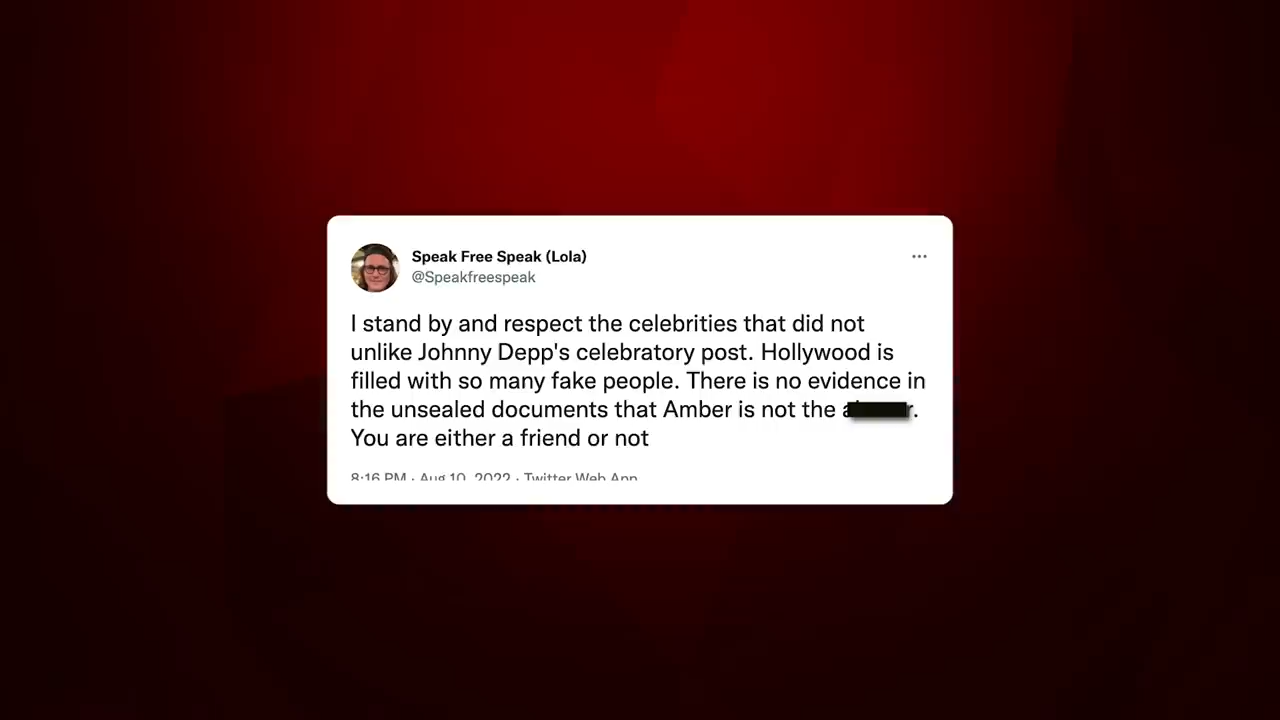 Speak Free Speak (Lola)
@Speakfreespeak
I stand by and respect the celebrities that did not
unlike Johnny Depp's celebratory post. Hollywood is
filled with so many fake people. There is no evidence in
the unsealed documents that Amber is not the
You are either a friend or not
8:16 PM · Aug 10, 2022 · Twitter Web App